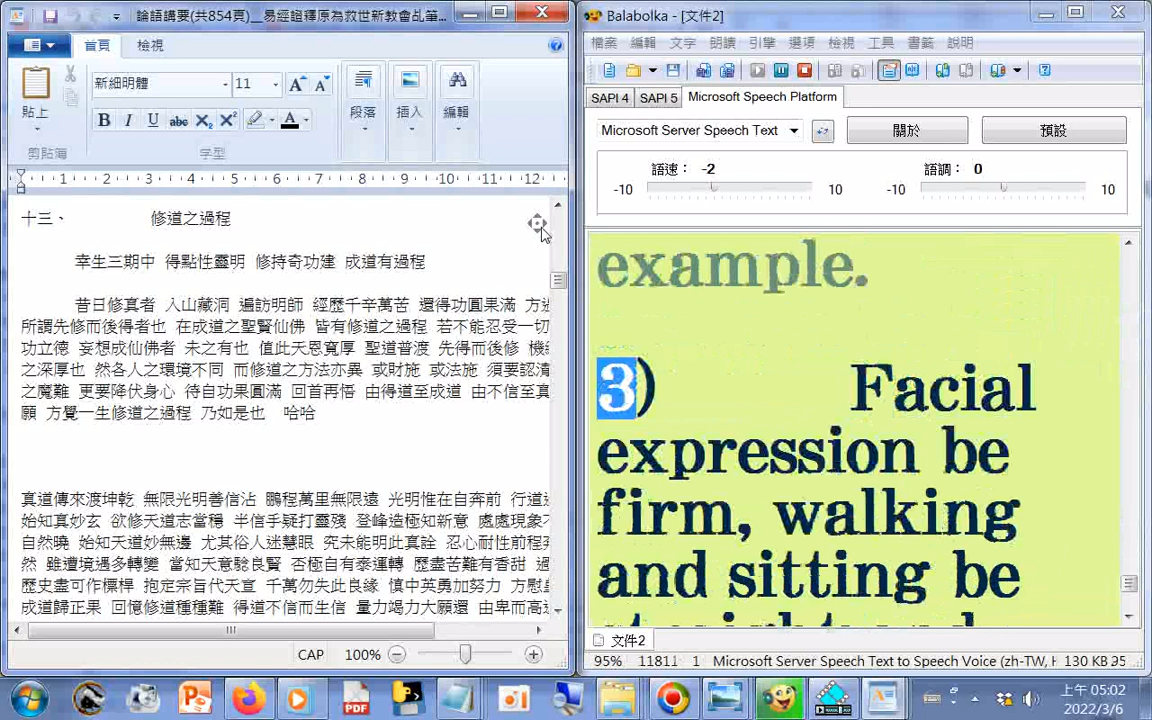 論語講要(共854頁)__易經證釋原為救世新教會乩筆...
首頁 檢視
新細明體 11
貼上
段落 插入 編輯
剪貼簿 字型
1 2 3 4 5 6 7 8 9 10 11 12
十三、 修道之過程
幸生三期中 得點性靈明 修持奇功建 成道有過程
昔日修真者 入山藏洞 遍訪明師 經歷千辛萬苦 還得功圓果滿 方
所謂先修而後得者也 在成道之聖賢仙佛 皆有修道之過程 若不能忍受一切
功立德 妄想成仙佛者 未之有也 值此天恩寬厚 聖道普渡 先得而後修 機
之深厚也 然各人之環境不同 而修道之方法亦異 或財施 或法施 須要認清
之魔難 更要降伏身心 待自功果圓滿 回首再悟 由得道至成道 由不信至真
願 方覺一生修道之過程 乃如是也 哈哈
真道傳來渡坤乾 無限光明善信沾 鵬程萬里無限遠 光明惟在自奔前 行道
始知真妙玄 欲修天道志當穩 半信半疑打靈殘 登峰造極知新意 處處現象
自然曉 始知天道妙無邊 尤其俗人迷慧眼 究未能明此真詮 忍心耐性前程
然 雖遭境遇多轉變 當知天意驗良賢 否極自有泰運轉 歷盡苦難有香甜 過
歷史盡可作標桿 抱定宗旨代天宣 千萬勿失此良緣 慎中英勇加努力 方慰
成道歸正果 回憶修道種種難 得道不信而生信 量力竭力大願還 由卑而高
CAP 100%
Balabolka - [文件2]
檔案 編輯 文字 朗讀 引擎 選項 檢視 工具 書籤 說明
SAPI 4 SAPI 5 Microsoft Speech Platform
Microsoft Server Speech Text 關於 預設
語速： -2 語調： 0
-10 10 -10 10
example.
3) Facial
expression be
firm, walking
and sitting be
文件2
95% 11811 1 Microsoft Server Speech Text to Speech Voice (zh-TW, H 130 KB
上午 05:02
2022/3/6